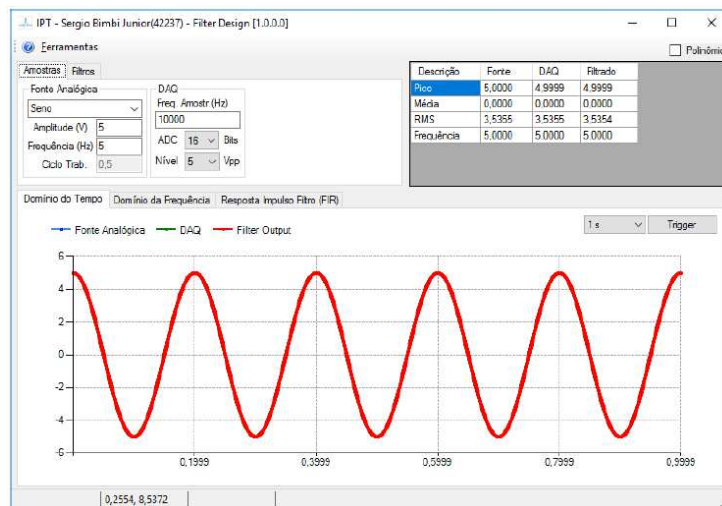 IPT - Sergio Bimbi Junior(42237) - Filter Design [1.0.0.0]
Ferramentas
Polinômio
Amostras Filtros
Fonte Analógica
Seno
Amplitude (V) 5
Frequência (Hz) 5
Ciclo Trab. 0,5
DAQ
Freq. Amostr (Hz)
10000
ADC 16 Bits
Nível 5 Vpp
Descrição Fonte DAQ Filtrado
Pico 5,0000 4,9999 4,9999
Média 0,0000 0,0000 0,0000
RMS 3,5355 3,5355 3,5354
Frequência 5,0000 5,0000 5,0000
Domínio do Tempo Domínio da Frequência Resposta Impulso Filtro (FIR)
Fonte Analógica DAQ Filter Output
1 s Trigger
6
4
2
0
-2
-4
-6
0,1999 0,3999 0,5999 0,7999 0,9999
0,2554, 8,5372